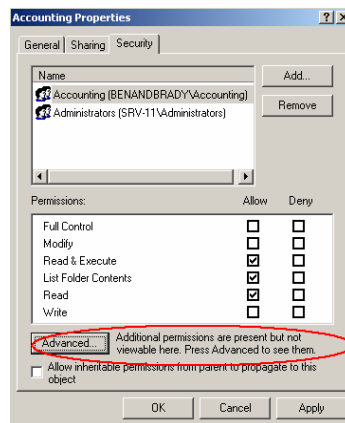 Accounting Properties
General Sharing Security
Name
Add...
Accounting (BENANDBRADY\Accounting)
Administrators (SRV-11\Administrators)
Remove
Permissions: Allow Deny
Full Control
Modify
Read & Execute
List Folder Contents
Read
Write
Advanced... Additional permissions are present but not
viewable here. Press Advanced to see them.
Allow inheritable permissions from parent to propagate to this
object
OK Cancel Apply